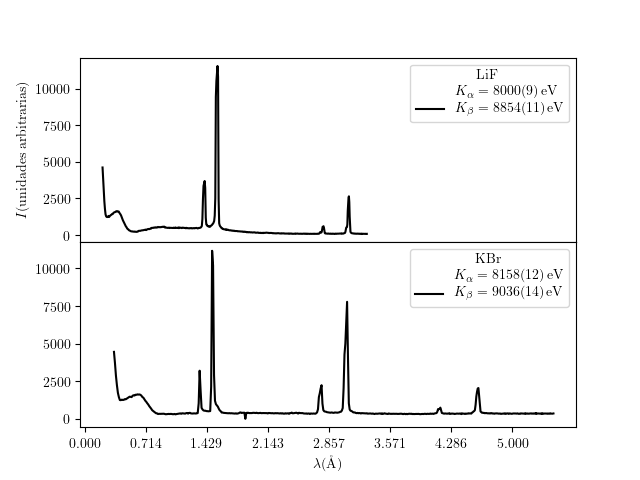 LiF
K_α = 8000(9) eV
K_β = 8854(11) eV
I(unidades arbitrarias)
10000
7500
5000
2500
0
KBr
K_α = 8158(12) eV
K_β = 9036(14) eV
10000
7500
5000
2500
0
0.000 0.714 1.429 2.143 2.857 3.571 4.286 5.000
λ(Å)